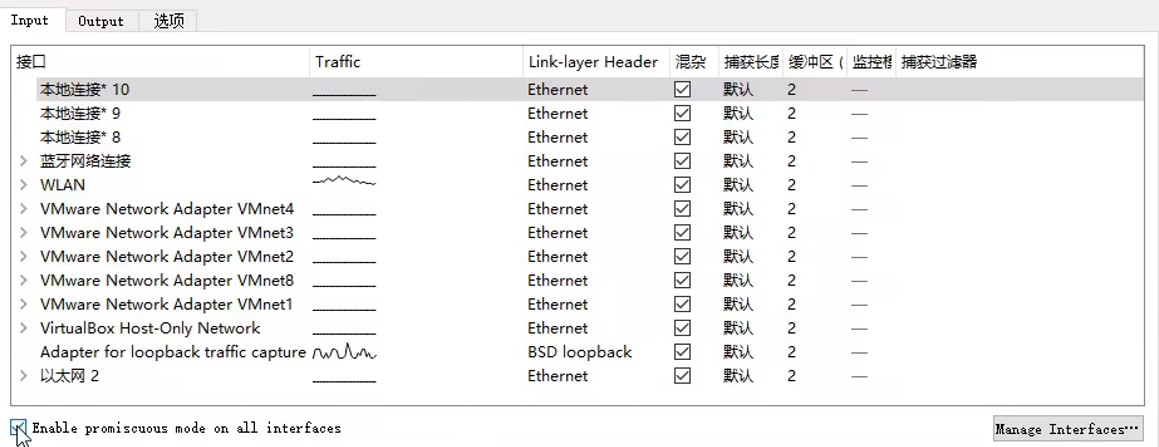 Input Output 选项
接口 Traffic Link-layer Header 混杂 捕获长度 缓冲区 ( 监控模 捕获过滤器
本地连接* 10 Ethernet 默认 2 —
本地连接* 9 Ethernet 默认 2 —
本地连接* 8 Ethernet 默认 2 —
蓝牙网络连接 Ethernet 默认 2 —
WLAN Ethernet 默认 2 —
VMware Network Adapter VMnet4 Ethernet 默认 2 —
VMware Network Adapter VMnet3 Ethernet 默认 2 —
VMware Network Adapter VMnet2 Ethernet 默认 2 —
VMware Network Adapter VMnet8 Ethernet 默认 2 —
VMware Network Adapter VMnet1 Ethernet 默认 2 —
VirtualBox Host-Only Network Ethernet 默认 2 —
Adapter for loopback traffic capture BSD loopback 默认 2 —
以太网 2 Ethernet 默认 2 —
Enable promiscuous mode on all interfaces Manage Interfaces…